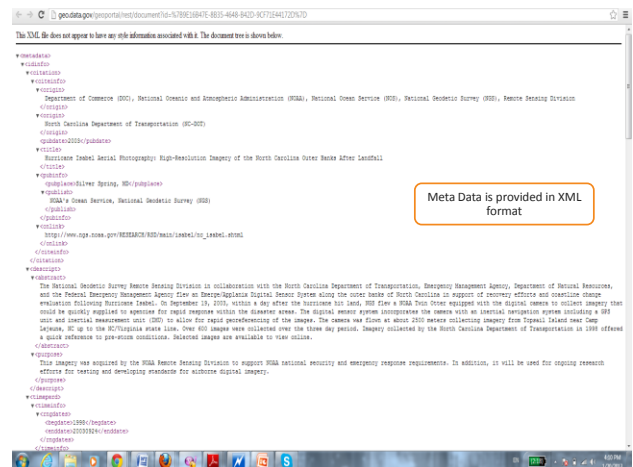 geo.data.gov/geoportal/rest/document?id=%7B9E16B47E-8B35-4648-B42D-9CF71E44172D%7D
This XML file does not appear to have any style information associated with it. The document tree is shown below.
▼<metadata>
▼<idinfo>
▼<citation>
▼<citeinfo>
▼<origin>
Department of Commerce (DOC), National Oceanic and Atmospheric Administration (NOAA), National Ocean Service (NOS), National Geodetic Survey (NGS), Remote Sensing Division
</origin>
▼<origin>
North Carolina Department of Transportation (NC-DOT)
</origin>
<pubdate>2003</pubdate>
▼<title>
Hurricane Isabel Aerial Photography: High-Resolution Imagery of the North Carolina Outer Banks After Landfall
</title>
▼<pubinfo>
<pubplace>Silver Spring, MD</pubplace>
▼<publish>
NOAA's Ocean Service, National Geodetic Survey (NGS)
</publish>
</pubinfo>
▼<onlink>
http://www.ngs.noaa.gov/RESEARCH/RSD/main/isabel/nc_isabel.shtml
</onlink>
</citeinfo>
</citation>
▼<descript>
▼<abstract>
The National Geodetic Survey Remote Sensing Division in collaboration with the North Carolina Department of Transportation, Emergency Management Agency, Department of Natural Resources,
and the Federal Emergency Management Agency flew an Emerge/Applanix Digital Sensor System along the outer banks of North Carolina in support of recovery efforts and coastline change
evaluation following Hurricane Isabel. On September 19, 2003, within a day after the hurricane hit land, NGS flew a NOAA Twin Otter equipped with the digital camera to collect imagery that
could be quickly supplied to agencies for rapid response within the disaster areas. The digital sensor system incorporates the camera with an inertial navigation system including a GPS
unit and inertial measurement unit (IMU) to allow for rapid georeferencing of the images. The camera was flown at about 2500 meters collecting imagery from Topsail Island near Camp
Lejeune, NC up to the NC/Virginia state line. Over 600 images were collected over the three day period. Imagery collected by the North Carolina Department of Transportation in 1998 offered
a quick reference to pre-storm conditions. Selected images are available to view online.
</abstract>
▼<purpose>
This imagery was acquired by the NOAA Remote Sensing Division to support NOAA national security and emergency response requirements. In addition, it will be used for ongoing research
efforts for testing and developing standards for airborne digital imagery.
</purpose>
</descript>
▼<timeperd>
▼<timeinfo>
▼<rngdates>
<begdate>1998</begdate>
<enddate>20030924</enddate>
</rngdates>
</timeinfo>
Meta Data is provided in XML
format